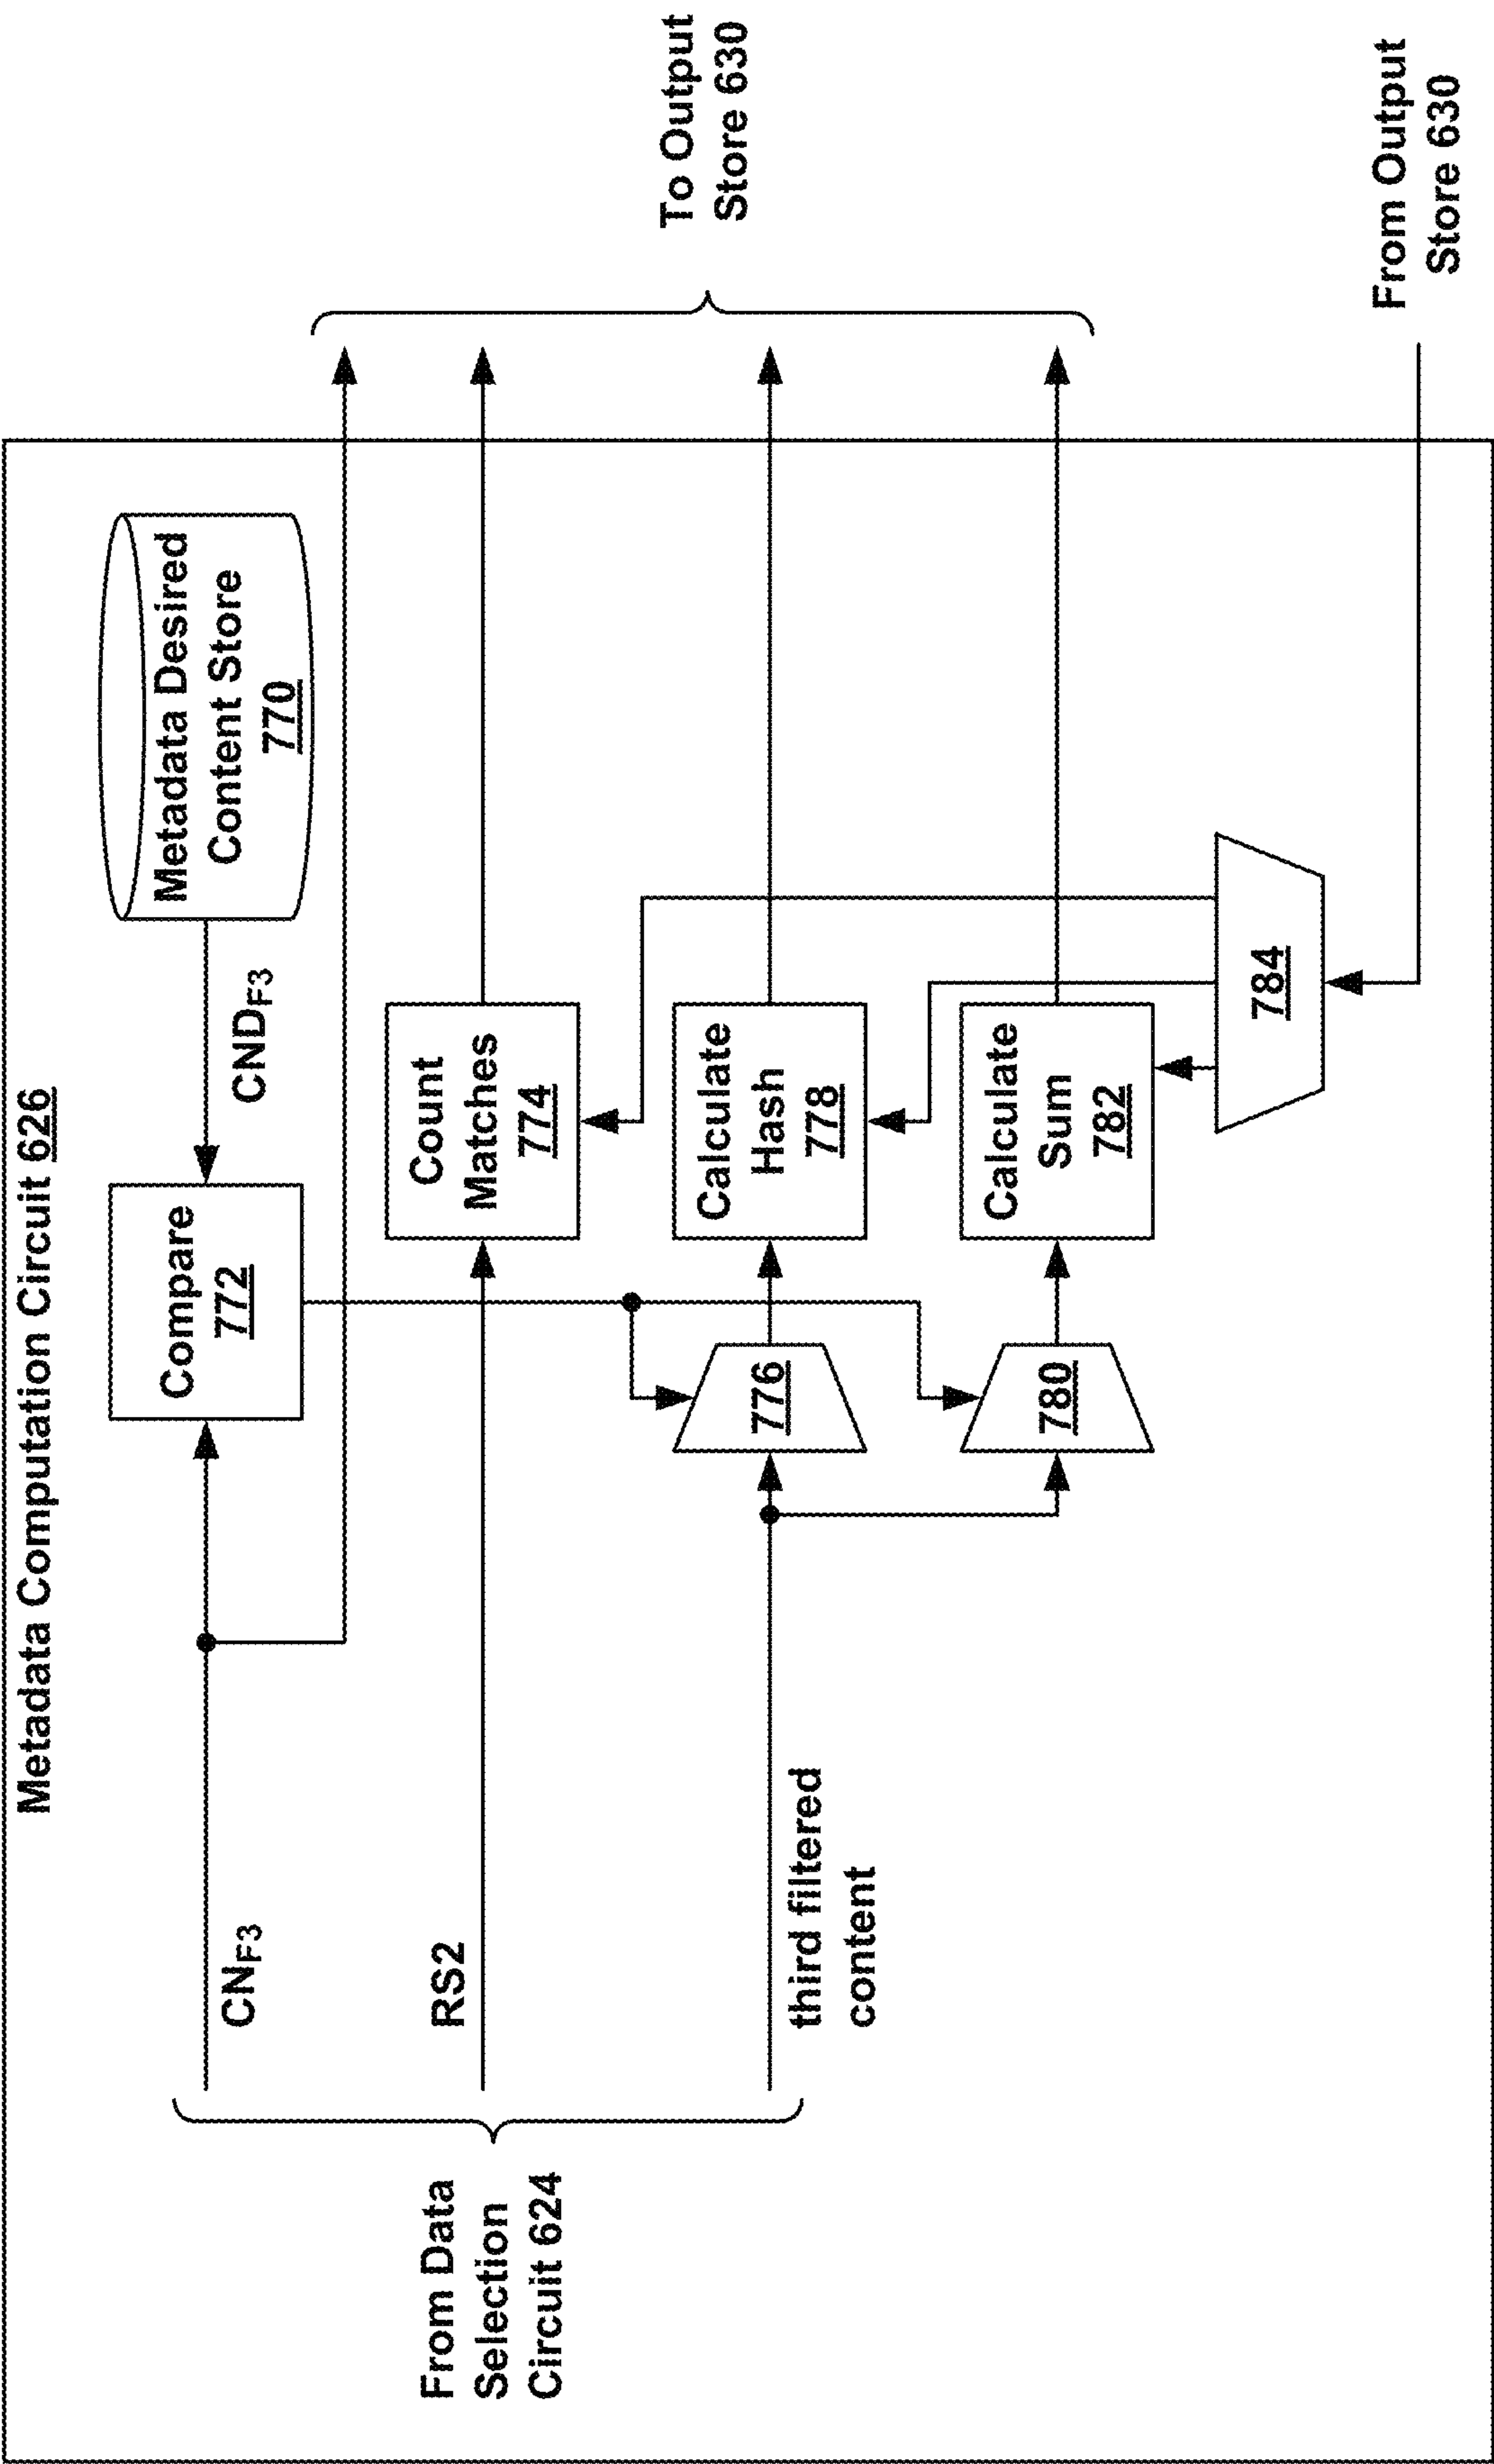 Metadata Computation Circuit 626
From Data
Selection
Circuit 624
CNF3
RS2
third filtered
content
Compare
772
CNDF3
Metadata Desired
Content Store
770
Count
Matches
774
776
Calculate
Hash
778
780
Calculate
Sum
782
784
To Output
Store 630
From Output
Store 630